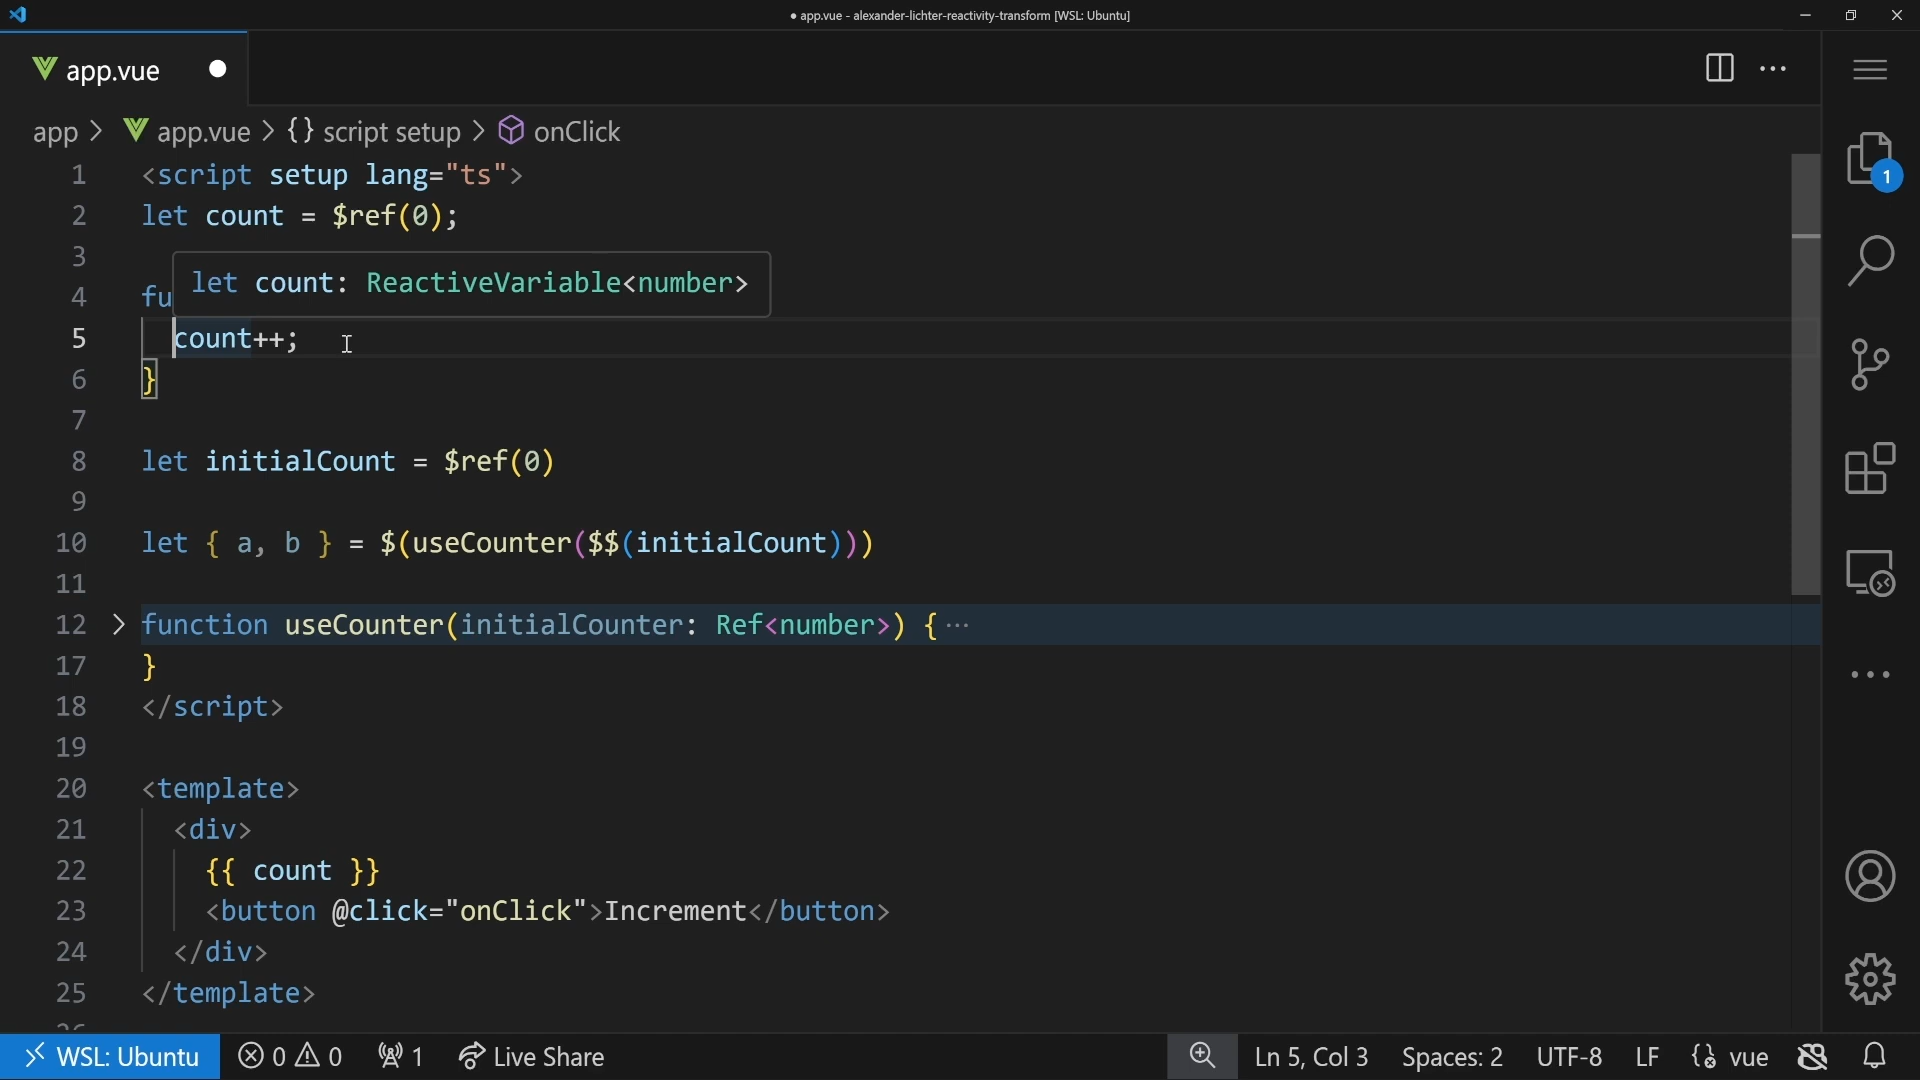 ● app.vue - alexander-lichter-reactivity-transform [WSL: Ubuntu]
app.vue
app > app.vue > {} script setup > onClick
1 <script setup lang="ts">
2 let count = $ref(0);
3
let count: ReactiveVariable<number>
4 fu
5 count++;
6 }
7
8 let initialCount = $ref(0)
9
10 let { a, b } = $(useCounter($$(initialCount)))
11
12 > function useCounter(initialCounter: Ref<number>) { ···
17 }
18 </script>
19
20 <template>
21 <div>
22 {{ count }}
23 <button @click="onClick">Increment</button>
24 </div>
25 </template>
1
WSL: Ubuntu 0 0 1 Live Share Ln 5, Col 3 Spaces: 2 UTF-8 LF vue